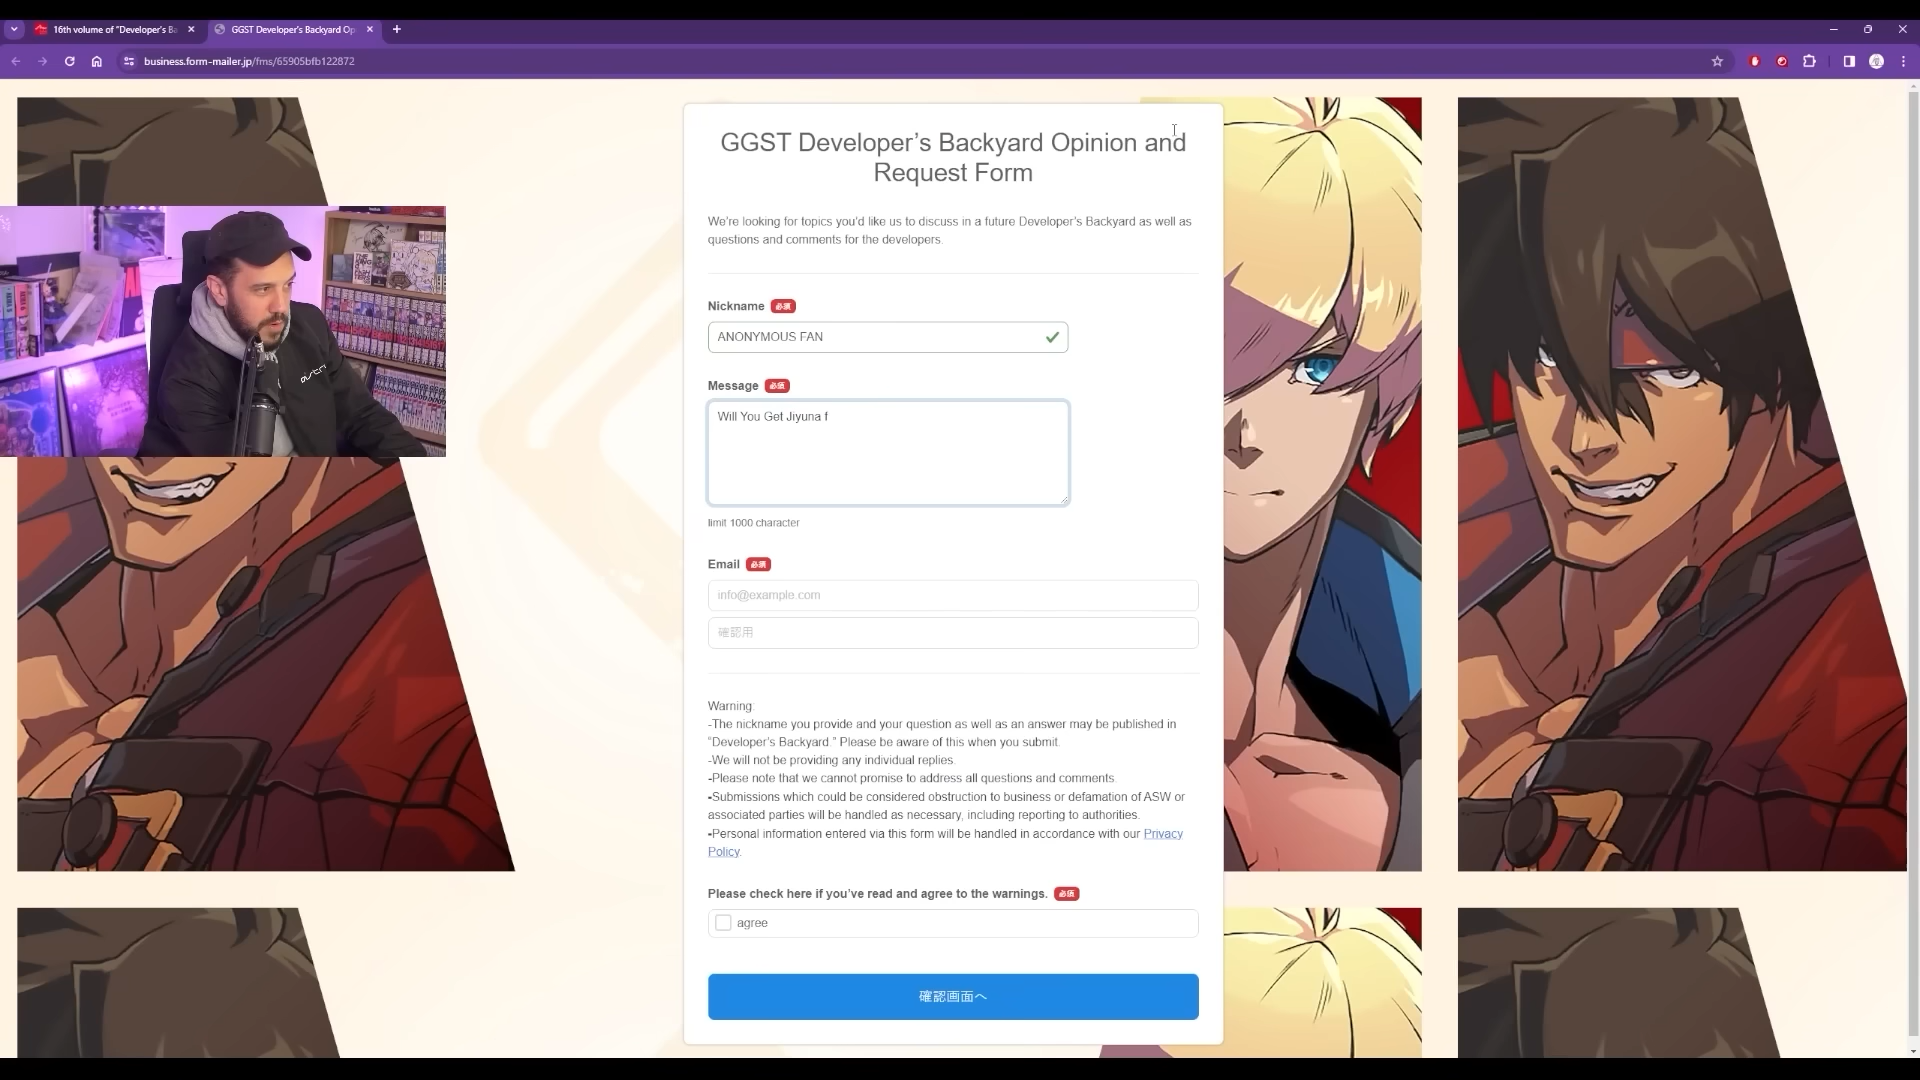 16th volume of "Developer's Ba
GGST Developer's Backyard Op
business.form-mailer.jp/fms/65905bfb122872
GGST Developer's Backyard Opinion and
Request Form
We're looking for topics you'd like us to discuss in a future Developer's Backyard as well as
questions and comments for the developers.
Nickname 必須
ANONYMOUS FAN
Message 必須
Will You Get Jiyuna f
limit 1000 character
Email 必須
info@example.com
確認用
Warning:
-The nickname you provide and your question as well as an answer may be published in
"Developer's Backyard." Please be aware of this when you submit.
-We will not be providing any individual replies.
-Please note that we cannot promise to address all questions and comments.
-Submissions which could be considered obstruction to business or defamation of ASW or
associated parties will be handled as necessary, including reporting to authorities.
-Personal information entered via this form will be handled in accordance with our Privacy
Policy.
Please check here if you've read and agree to the warnings. 必須
agree
確認画面へ